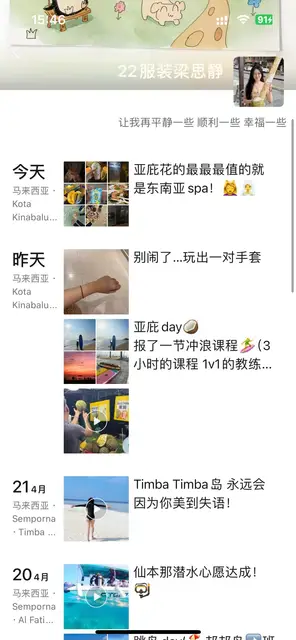 15:46
91
22服装梁思静
让我再平静一些 顺利一些 幸福一些
今天
马来西亚 ·
Kota
Kinabalu...
亚庇花的最最最值的就
是东南亚 spa！
昨天
马来西亚 ·
Kota
Kinabalu...
别闹了...玩出一对手套
亚庇 day🥥
报了一节冲浪课程🏄(3
小时的课程 1v1的教练...
21 4月
马来西亚 ·
Semporna
· Timba ...
Timba Timba 岛 永远会
因为你美到失语！
20 4月
马来西亚 ·
Semporna
· Al Fati...
仙本那潜水心愿达成！